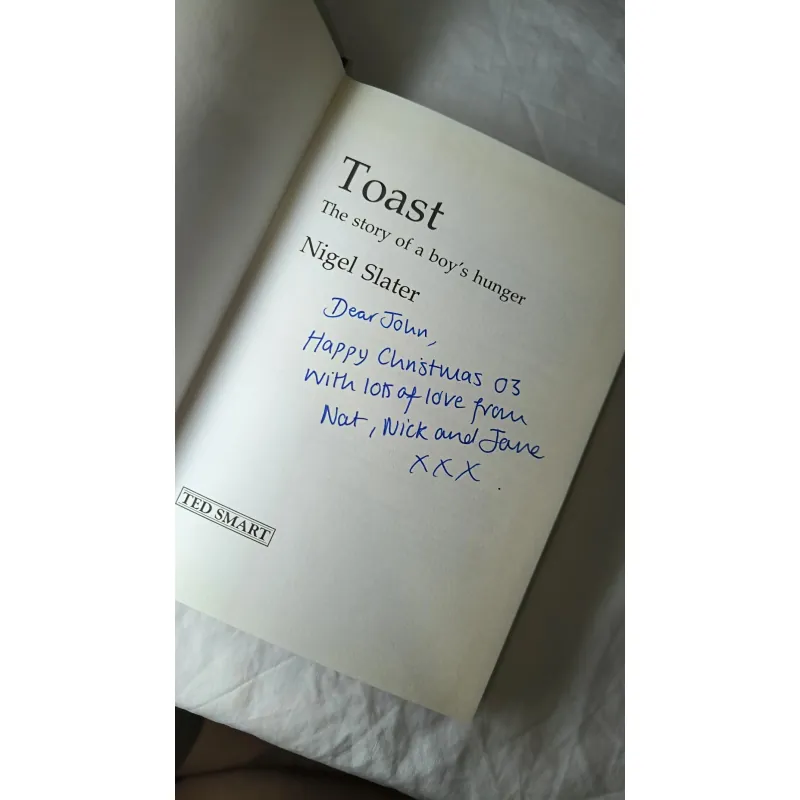 Toast
The story of a boy's hunger
Nigel Slater
Dear John,
Happy Christmas 03
With lots of love from
Nat, Nick and Jane
XXX .
TED SMART